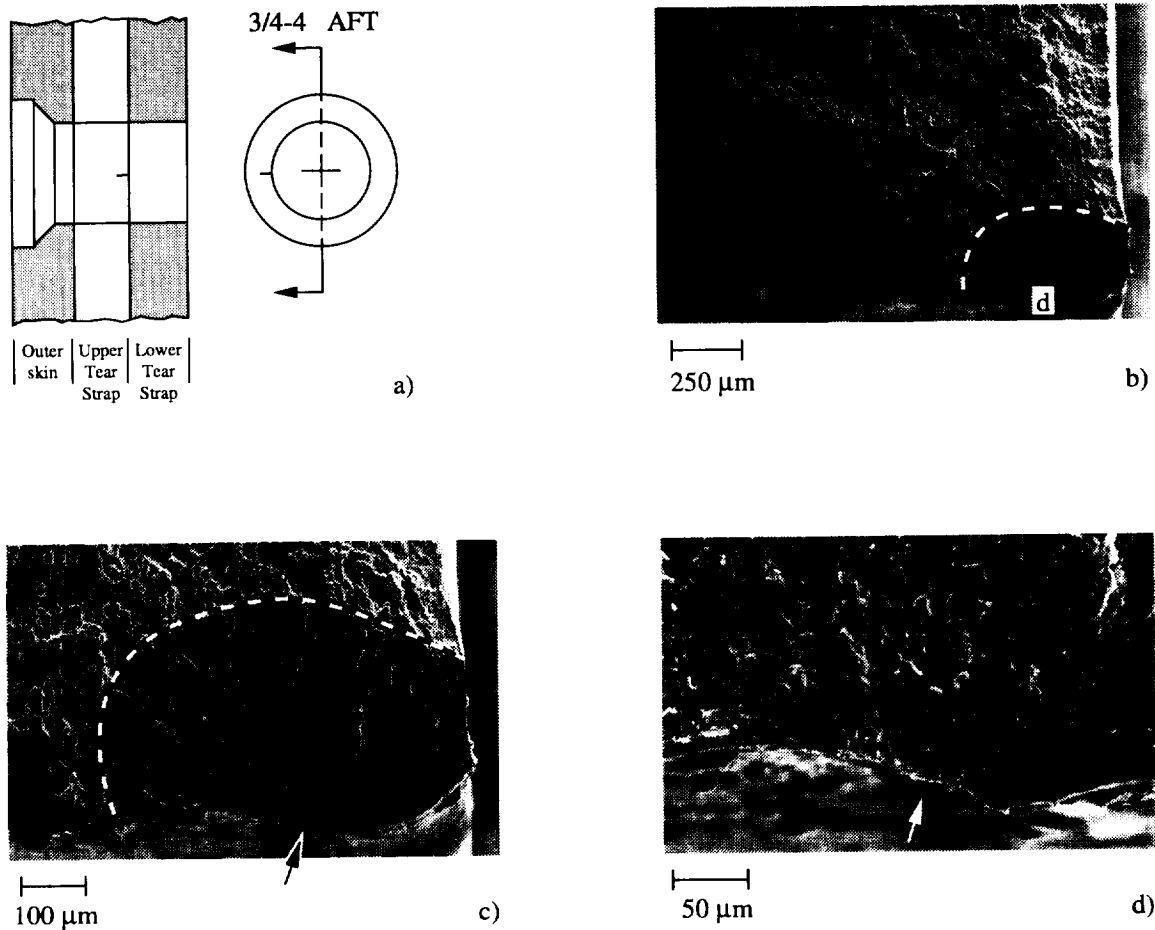 3/4-4 AFT
Outer
skin
Upper
Tear
Strap
Lower
Tear
Strap
a)
d
250 μm
b)
100 μm
c)
50 μm
d)